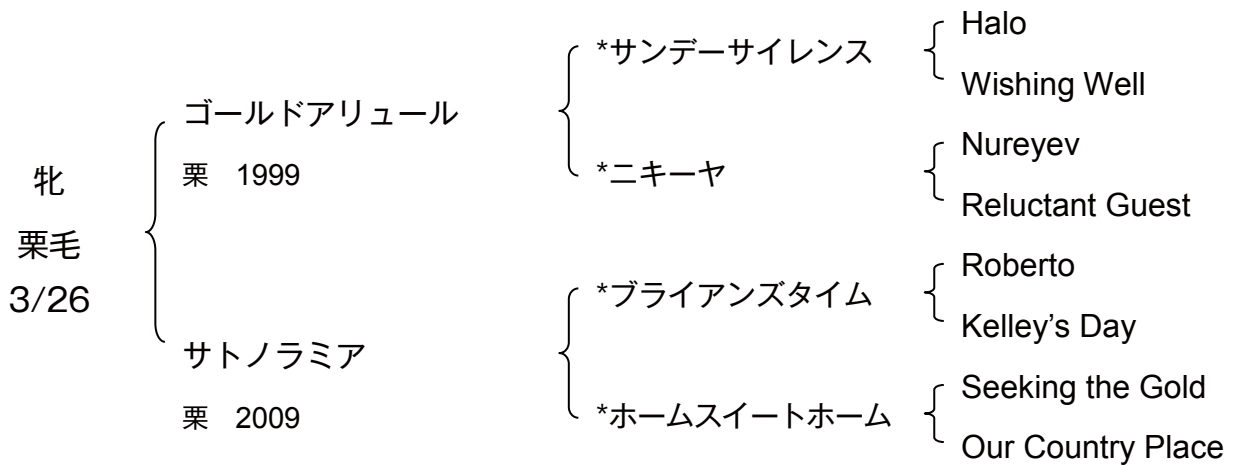 牝
栗毛
3/26
ゴールドアリュール
栗 1999
サトノラミア
栗 2009
*サンデーサイレンス
*ニキーヤ
*ブライアンズタイム
*ホームスイートホーム
Halo
Wishing Well
Nureyev
Reluctant Guest
Roberto
Kelley’s Day
Seeking the Gold
Our Country Place